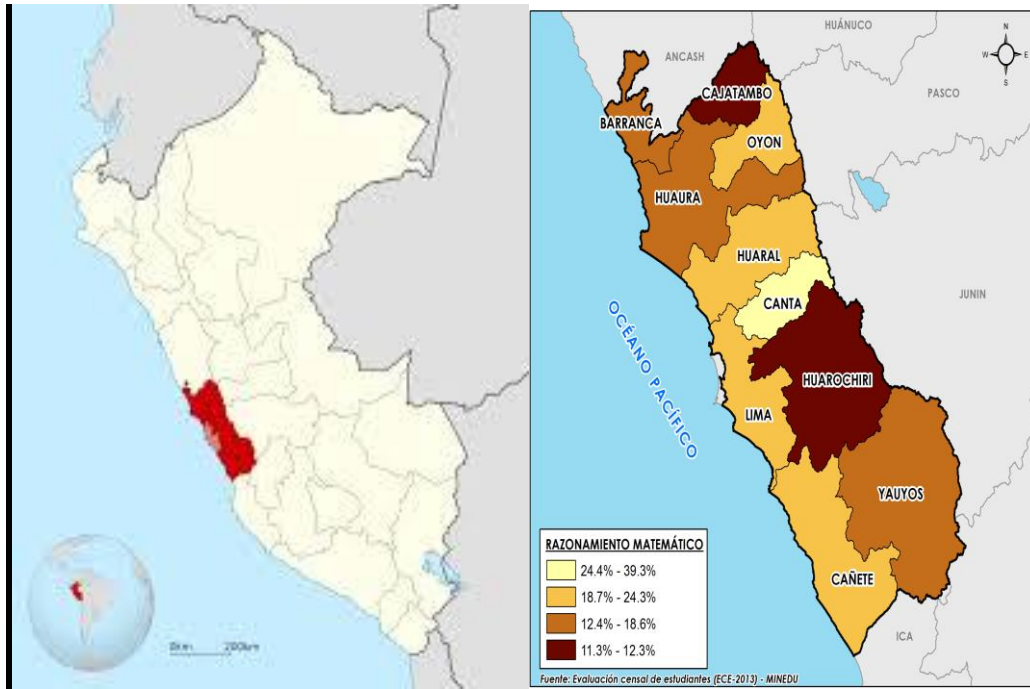 0km 200km
HUÁNUCO
ANCASH
N
W E
S
PASCO
CAJATAMBO
BARRANCA
OYON
HUAURA
HUARAL
JUNIN
CANTA
OCÉANO PACÍFICO
HUAROCHIRI
LIMA
YAUYOS
CAÑETE
ICA
RAZONAMIENTO MATEMÁTICO
24.4% - 39.3%
18.7% - 24.3%
12.4% - 18.6%
11.3% - 12.3%
Fuente: Evaluación censal de estudiantes (ECE-2013) - MINEDU